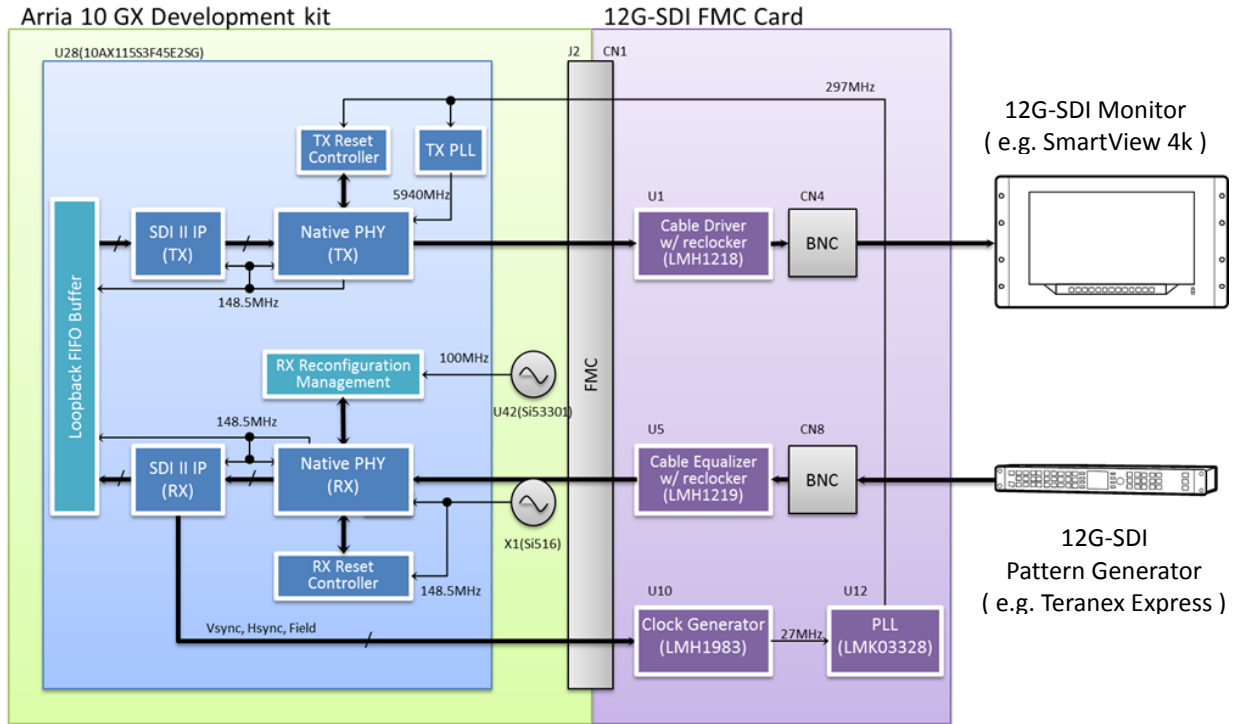 Arria 10 GX Development kit
12G-SDI FMC Card
U28(10AX115S3F45E2SG)
J2
CN1
297MHz
TX Reset
Controller
TX PLL
5940MHz
Loopback FIFO Buffer
SDI II IP
(TX)
Native PHY
(TX)
148.5MHz
U1
Cable Driver
w/ reclocker
(LMH1218)
CN4
BNC
12G-SDI Monitor
( e.g. SmartView 4k )
RX Reconfiguration
Management
100MHz
U42(Si53301)
FMC
148.5MHz
SDI II IP
(RX)
Native PHY
(RX)
X1(Si516)
RX Reset
Controller
148.5MHz
U5
Cable Equalizer
w/ reclocker
(LMH1219)
CN8
BNC
12G-SDI
Pattern Generator
( e.g. Teranex Express )
Vsync, Hsync, Field
U10
Clock Generator
(LMH1983)
27MHz
U12
PLL
(LMK03328)